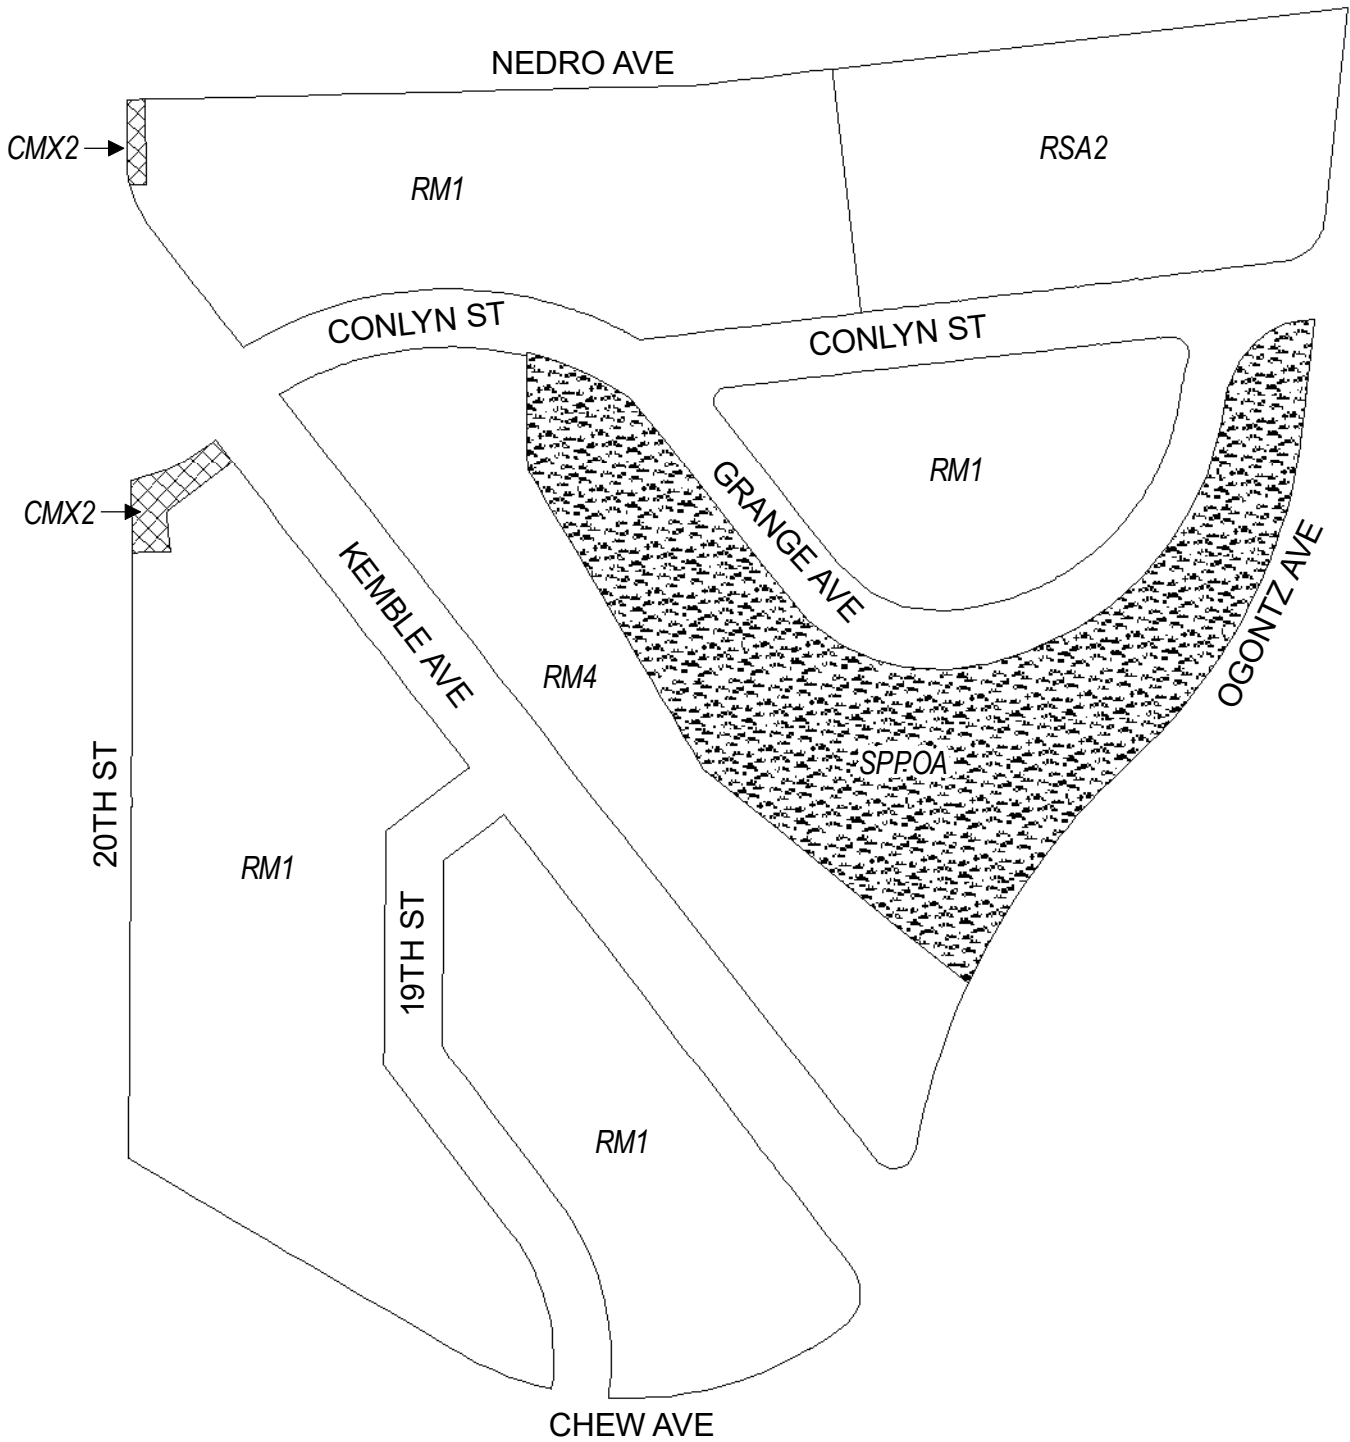 NEDRO AVE
CMX2
RSA2
RM1
CONLYN ST
CONLYN ST
RM1
GRANGE AVE
CMX2
KEMBLE AVE
OGONTZ AVE
RM4
SPPOA
20TH ST
RM1
19TH ST
RM1
CHEW AVE